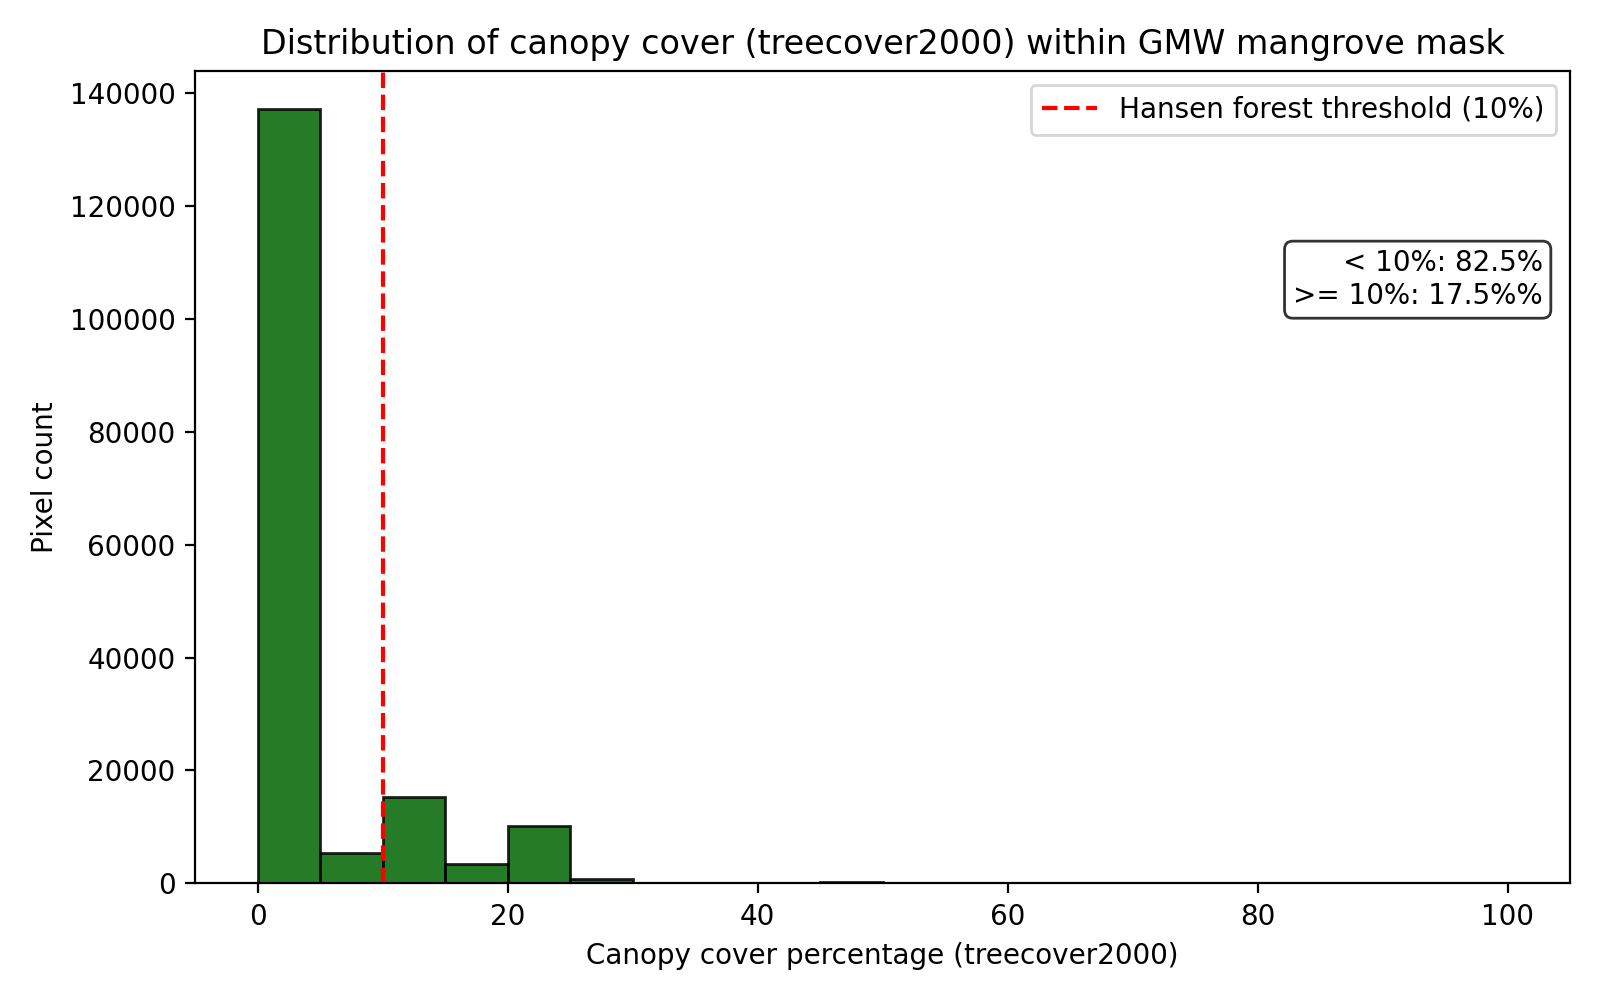 Distribution of canopy cover (treecover2000) within GMW mangrove mask
Hansen forest threshold (10%)
< 10%: 82.5%
>= 10%: 17.5%%
Pixel count
140000
120000
100000
80000
60000
40000
20000
0
0 20 40 60 80 100
Canopy cover percentage (treecover2000)